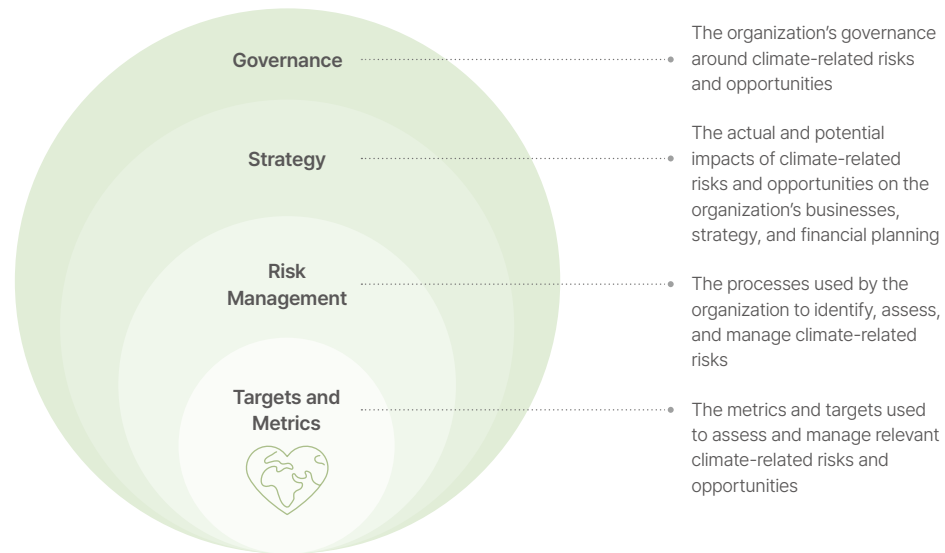 Governance
The organization’s governance
around climate-related risks
and opportunities
Strategy
The actual and potential
impacts of climate-related
risks and opportunities on the
organization’s businesses,
strategy, and financial planning
Risk
Management
The processes used by the
organization to identify, assess,
and manage climate-related
risks
Targets and
Metrics
The metrics and targets used
to assess and manage relevant
climate-related risks and
opportunities